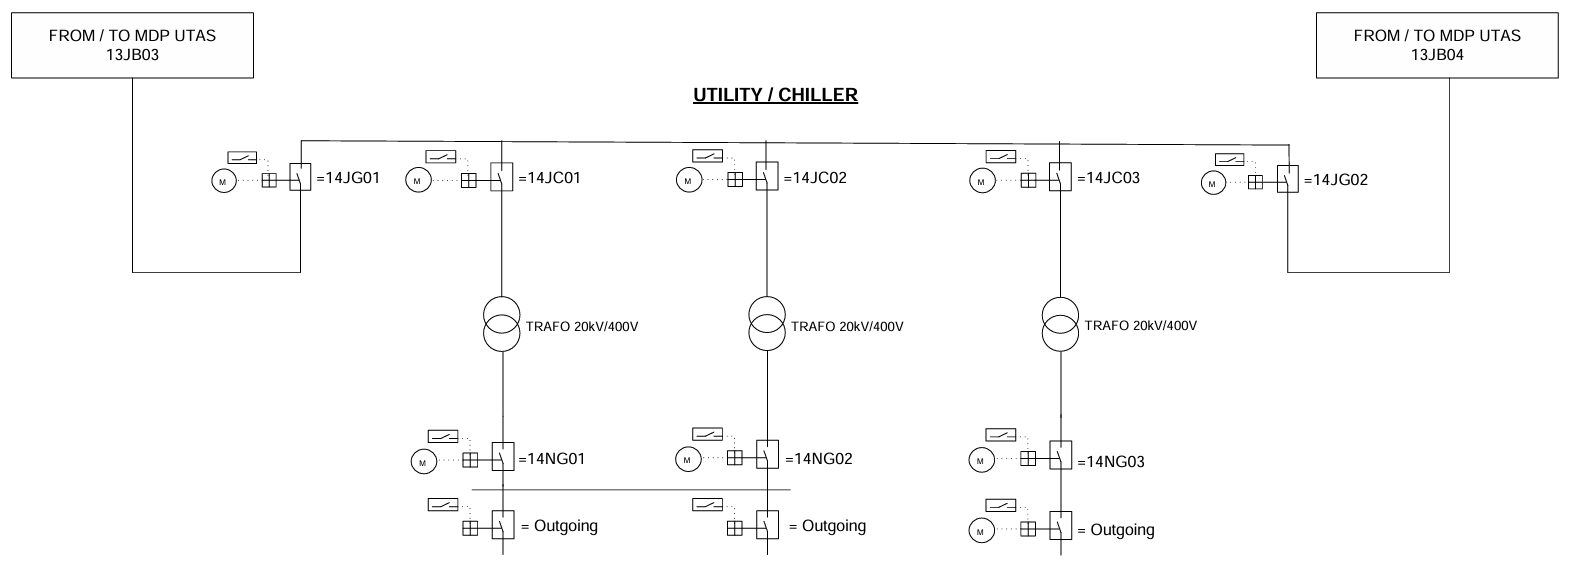 FROM / TO MDP UTAS
13JB03
FROM / TO MDP UTAS
13JB04
UTILITY / CHILLER
M
=14JG01
M
=14JC01
M
=14JC02
M
=14JC03
M
=14JG02
TRAFO 20kV/400V
TRAFO 20kV/400V
TRAFO 20kV/400V
M
=14NG01
M
=14NG02
M
=14NG03
= Outgoing
= Outgoing
M
= Outgoing